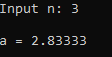 Input n: 3
a = 2.83333